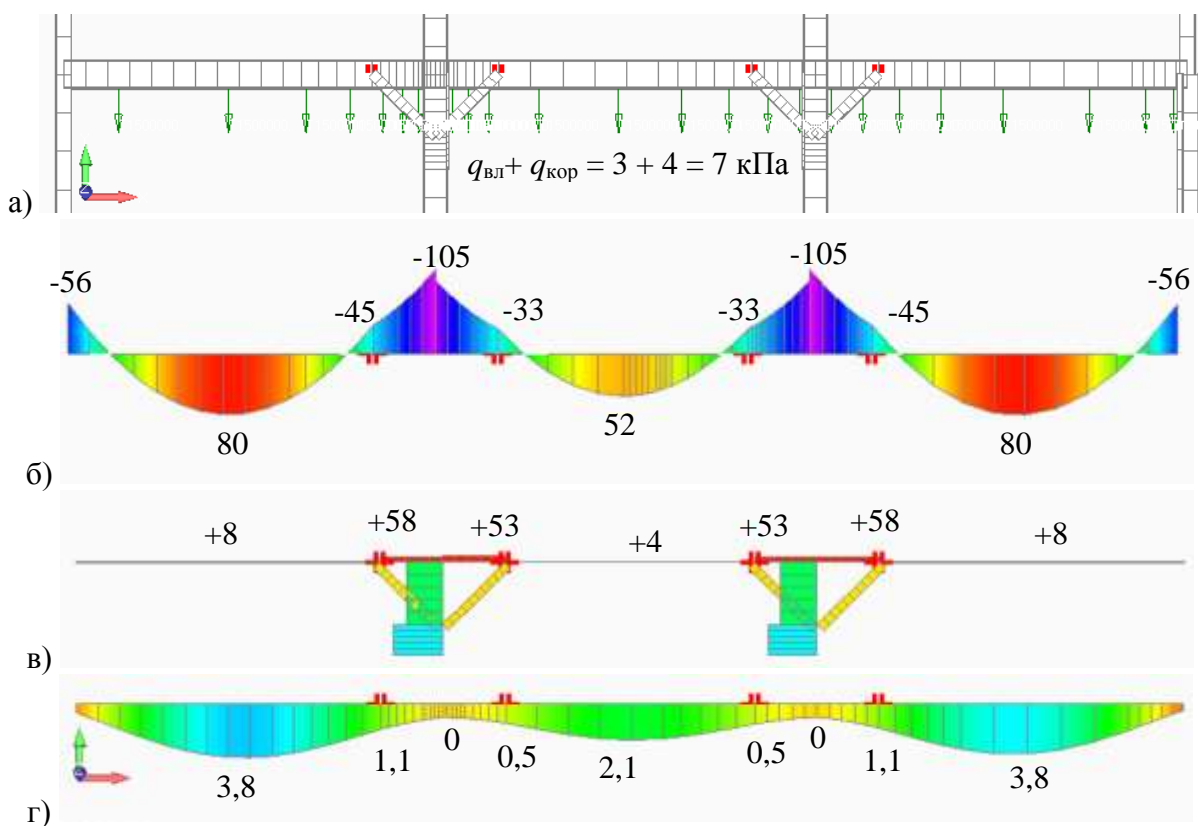 qвл+ qкор = 3 + 4 = 7 кПа
а)
-105 -105
-56 -56
-45 -33 -33 -45
80 52 80
б)
+58 +53 +53 +58
+8 +4 +8
в)
1,1 0 0,5 2,1 0,5 0 1,1
3,8 3,8
г)